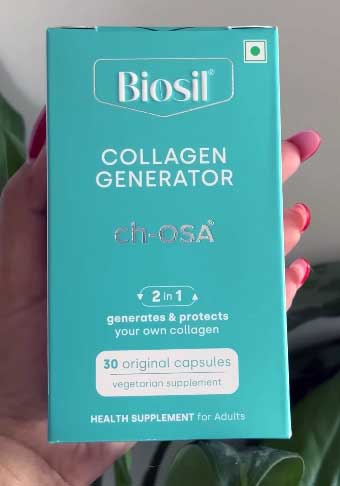 Biosil®
COLLAGEN
GENERATOR
ch-OSA®
2 in 1
generates & protects
your own collagen
30 original capsules
vegetarian supplement
HEALTH SUPPLEMENT for Adults